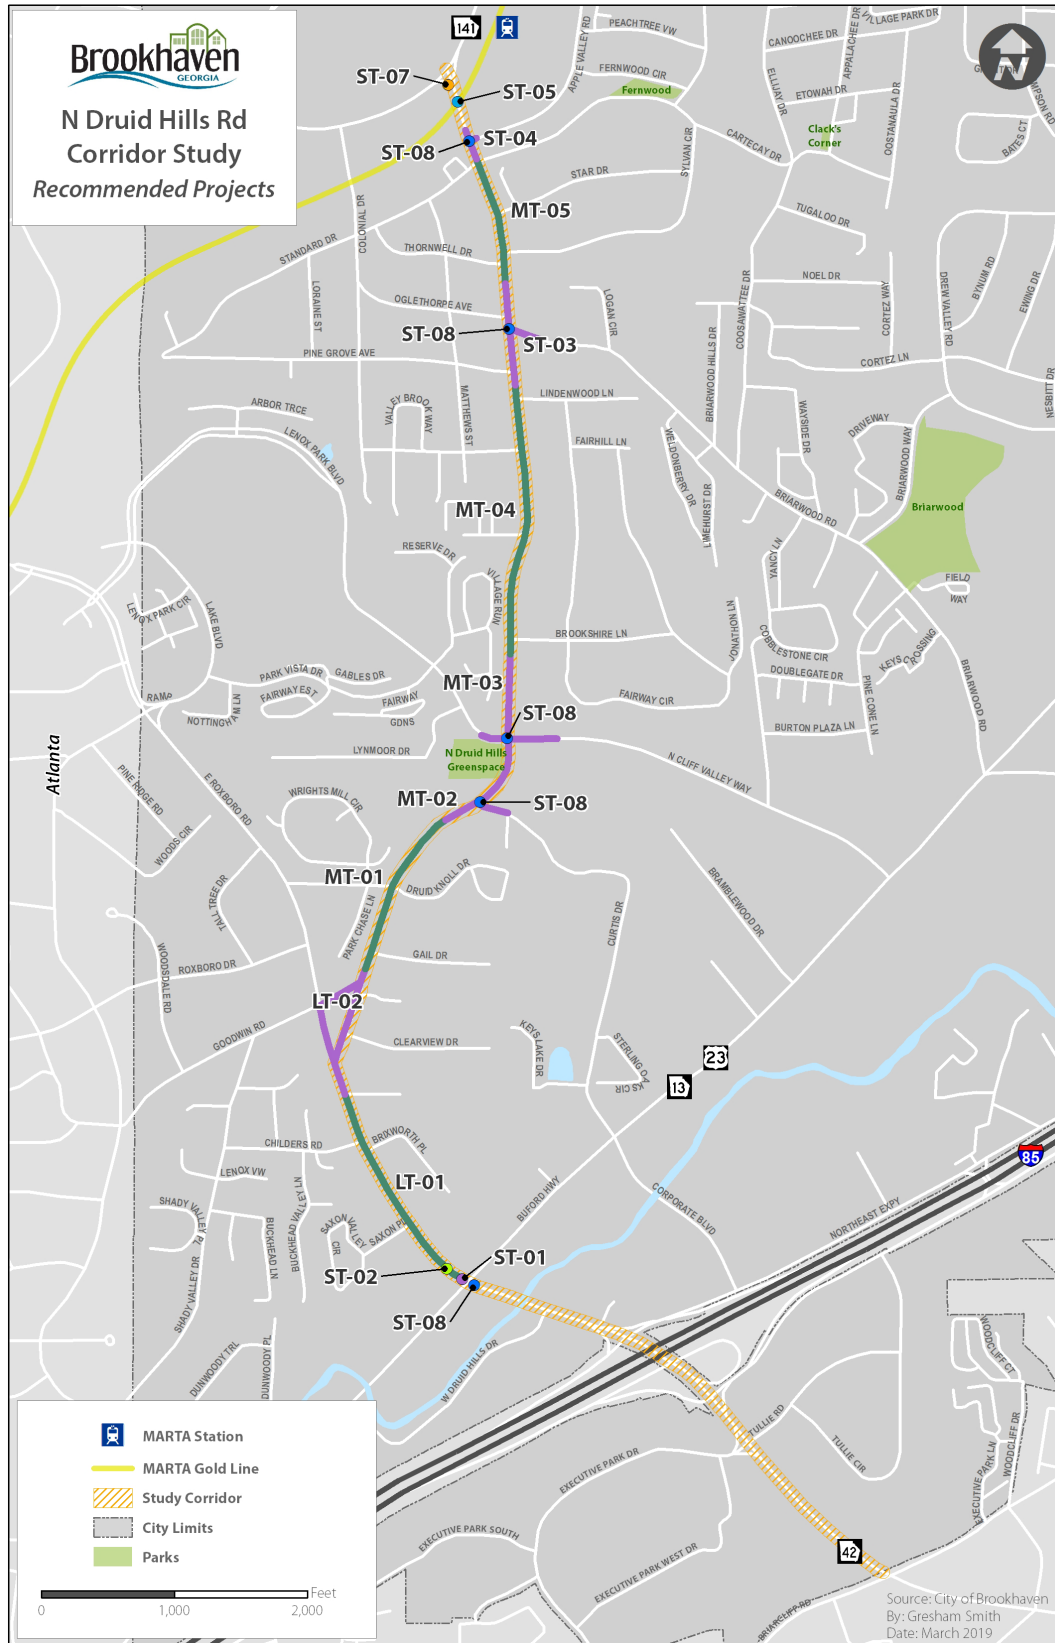 Brookhaven
GEORGIA
N Druid Hills Rd
Corridor Study
Recommended Projects
141
ST-07
ST-05
ST-04
ST-08
MT-05
ST-08
ST-03
MT-04
MT-03
ST-08
MT-02
ST-08
MT-01
LT-02
LT-01
ST-01
ST-02
ST-08
N
APPLE VALLEY RD
PEACHTREE VW
FERNWOOD CIR
Fernwood
CANOOCHEE DR
VILLAGE PARK DR
APPALACHEE DR
ELLIJAY DR
ETOWAH DR
Clack's
Corner
OOSTANAULA DR
BATES CT
CARTECAY DR
SYLVAN CIR
STAR DR
TUGALOO DR
COLONIAL DR
STANDARD DR
THORNWELL DR
LORAINE ST
OGLETHORPE AVE
LOGAN CIR
NOEL DR
CORTEZ WAY
DREW VALLEY RD
BYNUM RD
EWING DR
COOSAWATTEE DR
BRIARWOOD HILLS DR
PINE GROVE AVE
CORTEZ LN
NESBITT DR
LINDENWOOD LN
ARBOR TRCE
VALLEY BROOK WAY
MATTHEWS ST
LENOX PARK BLVD
FAIRHILL LN
WELDONBERRY DR
LIMEHURST DR
WAYSIDE DR
DRIVEWAY
BRIARWOOD WAY
BRIARWOOD RD
Briarwood
RESERVE DR
VILLAGE RUN
YANCY LN
FIELD
WAY
LENOX PARK CIR
LAKE BLVD
BROOKSHIRE LN
JONATHON LN
COBBLESTONE CIR
DOUBLEGATE DR
KEYS CROSSING
BRIARWOOD RD
PARK VISTA DR
GABLES DR
FAIRWAY EST
FAIRWAY
GDNS
FAIRWAY CIR
PINE CONE LN
BURTON PLAZA LN
RAMP
NOTTINGHAM LN
LYNMOOR DR
N Druid Hills
Greenspace
N CLIFF VALLEY WAY
Atlanta
PINE RIDGE RD
E ROXBORO RD
WRIGHTS MILL CIR
WOODS CIR
DRUID KNOLL DR
TALL TREE DR
PARK CHASE LN
CURTIS DR
BRAMBLEWOOD DR
GAIL DR
WOODSDALE RD
ROXBORO DR
GOODWIN RD
CLEARVIEW DR
KEYS LAKE DR
23
13
CHILDERS RD
BRIXWORTH PL
LENOX VW
BUCKHEAD VALLEY LN
SHADY VALLEY PL
BUCKHEAD LN
SAXON VALLEY
CIR
SAXON PL
BUFORD HWY
CORPORATE BLVD
NORTHEAST EXPY
85
SHADY VALLEY DR
DUNWOODY TRL
DUNWOODY PL
W DRUID HILLS DR
WOODCLIFF CT
WOODCLIFF DR
TULLIE RD
TULLIE CIR
EXECUTIVE PARK LN
EXECUTIVE PARK DR
EXECUTIVE PARK SOUTH
EXECUTIVE PARK WEST DR
42
BRIARCLIFF RD
MARTA Station
MARTA Gold Line
Study Corridor
City Limits
Parks
Feet
0 1,000 2,000
Source: City of Brookhaven
By: Gresham Smith
Date: March 2019